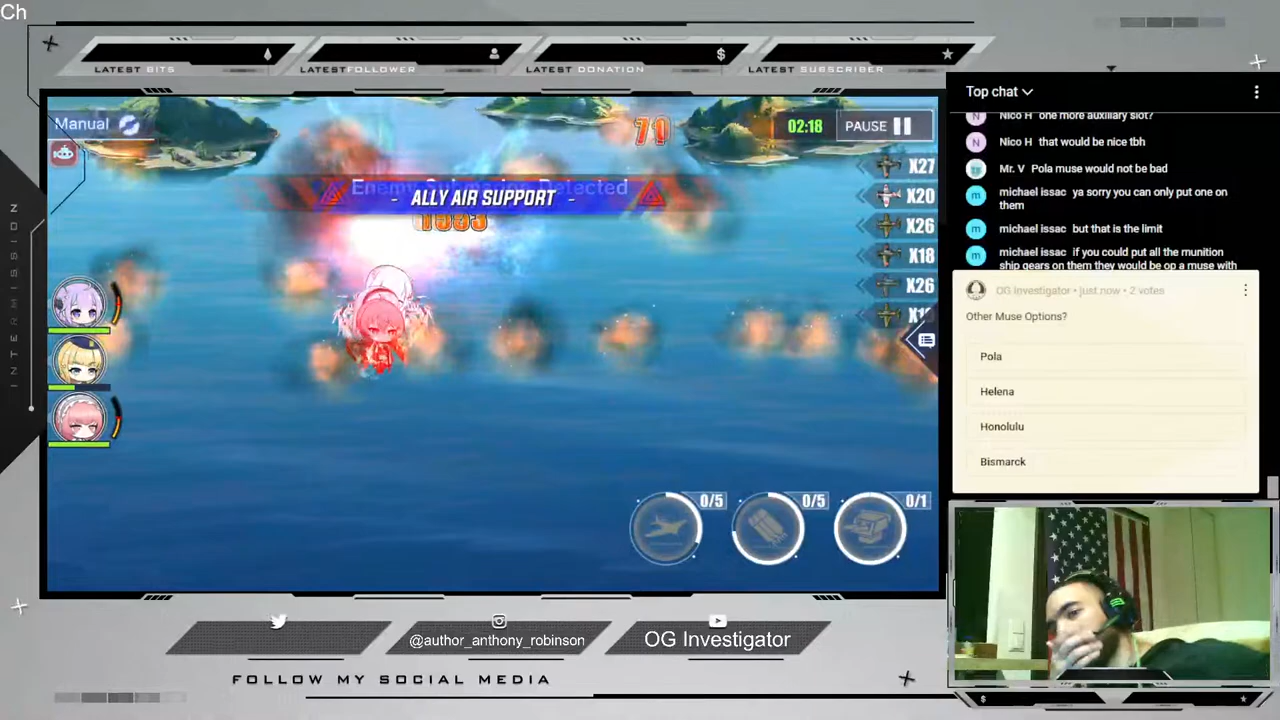 Ch
LATEST BITS
LATEST FOLLOWER
LATEST DONATION
LATEST SUBSCRIBER
Manual
71
02:18
PAUSE
Enemy Submarine Detected
- ALLY AIR SUPPORT -
X27
X20
X26
X18
X26
INTERMISSION
0/5
0/5
0/1
Top chat
N Nico H one more auxiliary slot?
N Nico H that would be nice tbh
Mr. V Pola muse would not be bad
m michael issac ya sorry you can only put one on
them
m michael issac but that is the limit
m michael issac if you could put all the munition
ship gears on them they would be op a muse with
OG Investigator • just now • 2 votes
Other Muse Options?
Pola
Helena
Honolulu
Bismarck
@author_anthony_robinson
OG Investigator
FOLLOW MY SOCIAL MEDIA